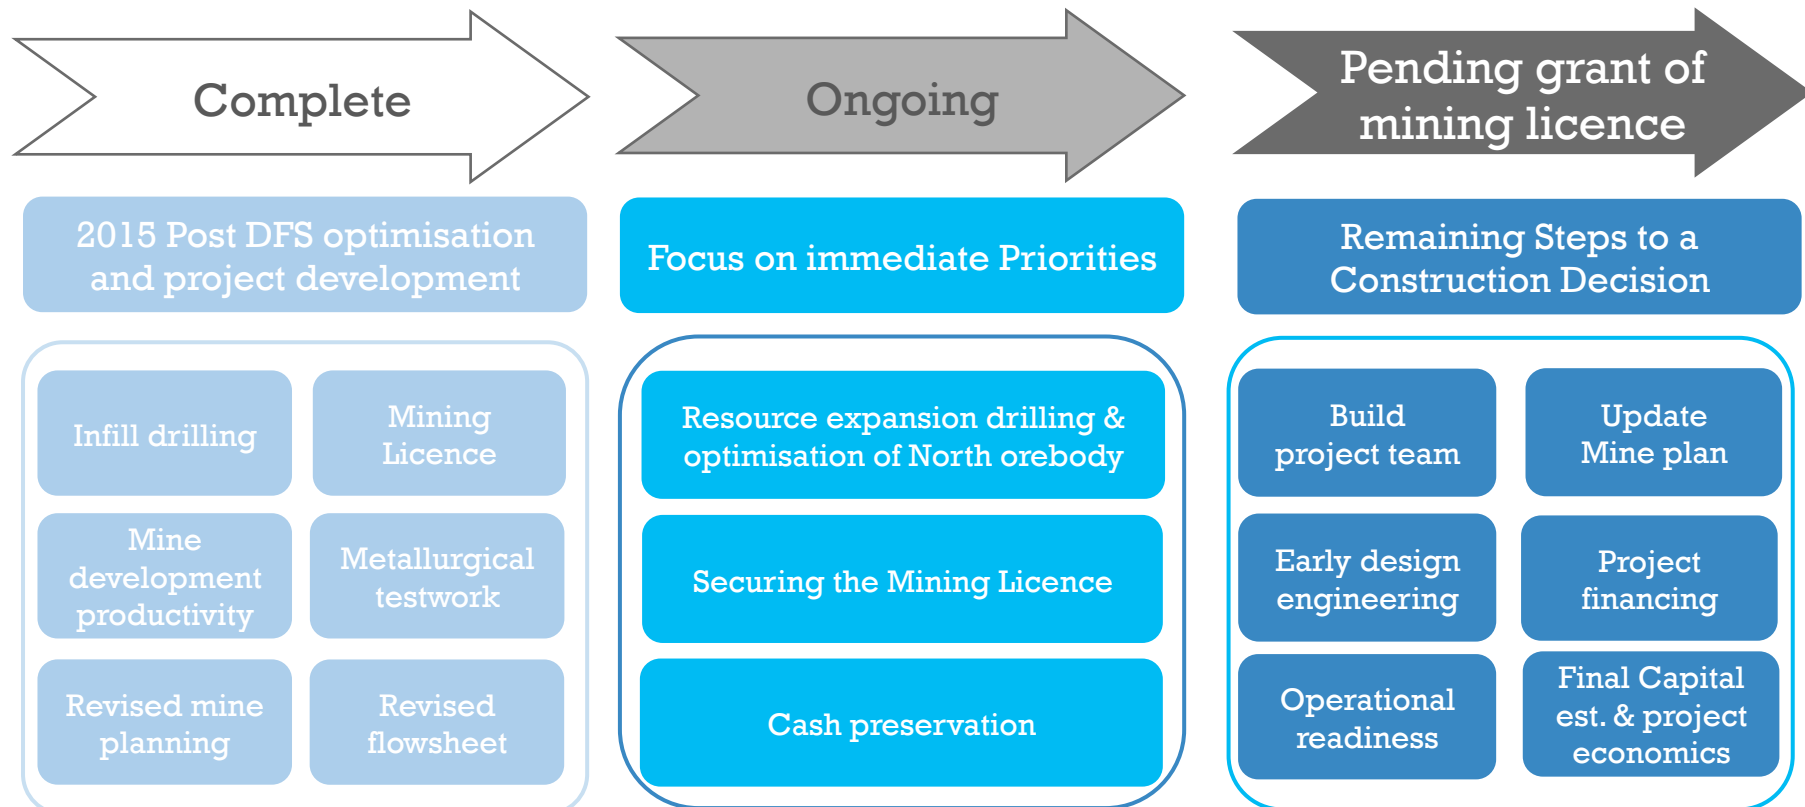 Complete
Ongoing
Pending grant of
mining licence
2015 Post DFS optimisation
and project development
Focus on immediate Priorities
Remaining Steps to a
Construction Decision
Infill drilling
Mining
Licence
Mine
development
productivity
Metallurgical
testwork
Revised mine
planning
Revised
flowsheet
Resource expansion drilling &
optimisation of North orebody
Securing the Mining Licence
Cash preservation
Build
project team
Update
Mine plan
Early design
engineering
Project
financing
Operational
readiness
Final Capital
est. & project
economics